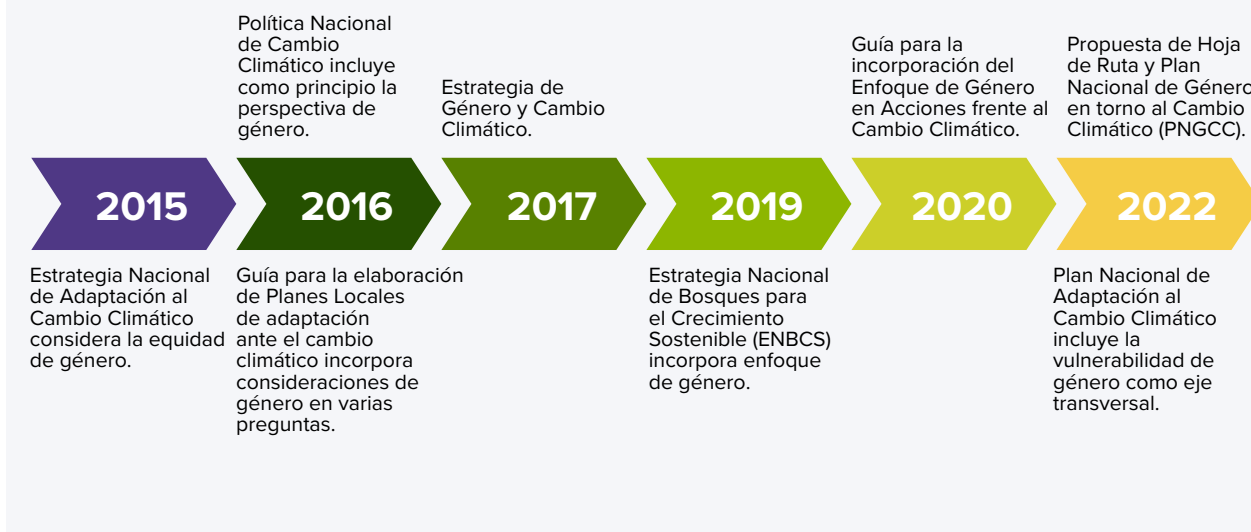 Política Nacional
de Cambio
Climático incluye
como principio la
perspectiva de
género.
Estrategia de
Género y Cambio
Climático.
Guía para la
incorporación del
Enfoque de Género
en Acciones frente al
Cambio Climático.
Propuesta de Hoja
de Ruta y Plan
Nacional de Género
en torno al Cambio
Climático (PNGCC).
2015
2016
2017
2019
2020
2022
Estrategia Nacional
de Adaptación al
Cambio Climático
considera la equidad
de género.
Guía para la elaboración
de Planes Locales
de adaptación
ante el cambio
climático incorpora
consideraciones de
género en varias
preguntas.
Estrategia Nacional
de Bosques para
el Crecimiento
Sostenible (ENBCS)
incorpora enfoque
de género.
Plan Nacional de
Adaptación al
Cambio Climático
incluye la
vulnerabilidad de
género como eje
transversal.